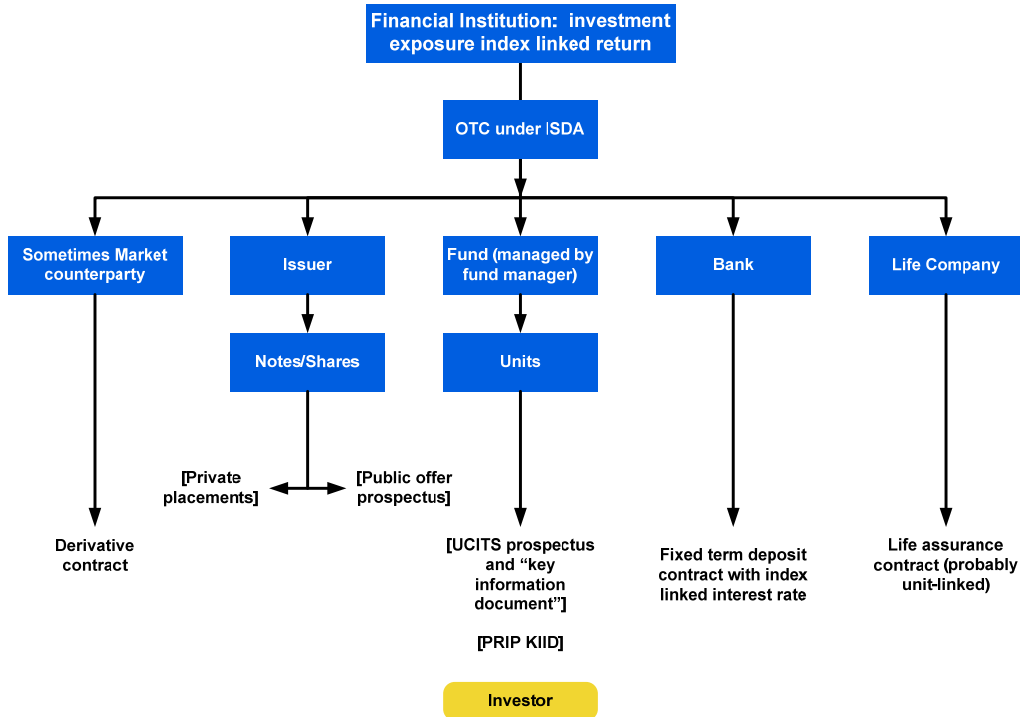 Financial Institution: investment
exposure index linked return
OTC under ISDA
Sometimes Market
counterparty
Issuer
Fund (managed by
fund manager)
Bank
Life Company
Notes/Shares
Units
[Private
placements]
[Public offer
prospectus]
Derivative
contract
[UCITS prospectus
and “key
information
document”]
[PRIP KIID]
Fixed term deposit
contract with index
linked interest rate
Life assurance
contract (probably
unit-linked)
Investor